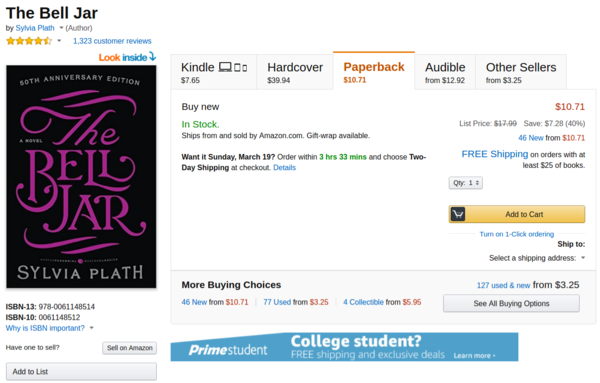 The Bell Jar
by Sylvia Plath (Author)
1,323 customer reviews
Look inside
50TH ANNIVERSARY EDITION
The
A NOVEL
BELL
JAR
SYLVIA PLATH
ISBN-13: 978-0061148514
ISBN-10: 0061148512
Why is ISBN important?
Have one to sell? Sell on Amazon
Add to List
Kindle
$7.65
Hardcover
$39.94
Paperback
$10.71
Audible
from $12.92
Other Sellers
from $3.25
Buy new $10.71
In Stock.
Ships from and sold by Amazon.com. Gift-wrap available.
Want it Sunday, March 19? Order within 3 hrs 33 mins and choose Two-
Day Shipping at checkout. Details
List Price: $17.99 Save: $7.28 (40%)
46 New from $10.71
FREE Shipping on orders with at
least $25 of books.
Qty: 1
Add to Cart
Turn on 1-Click ordering
Ship to:
Select a shipping address:
More Buying Choices 127 used & new from $3.25
46 New from $10.71 77 Used from $3.25 4 Collectible from $5.95
See All Buying Options
Prime student
College student?
FREE shipping and exclusive deals Learn more